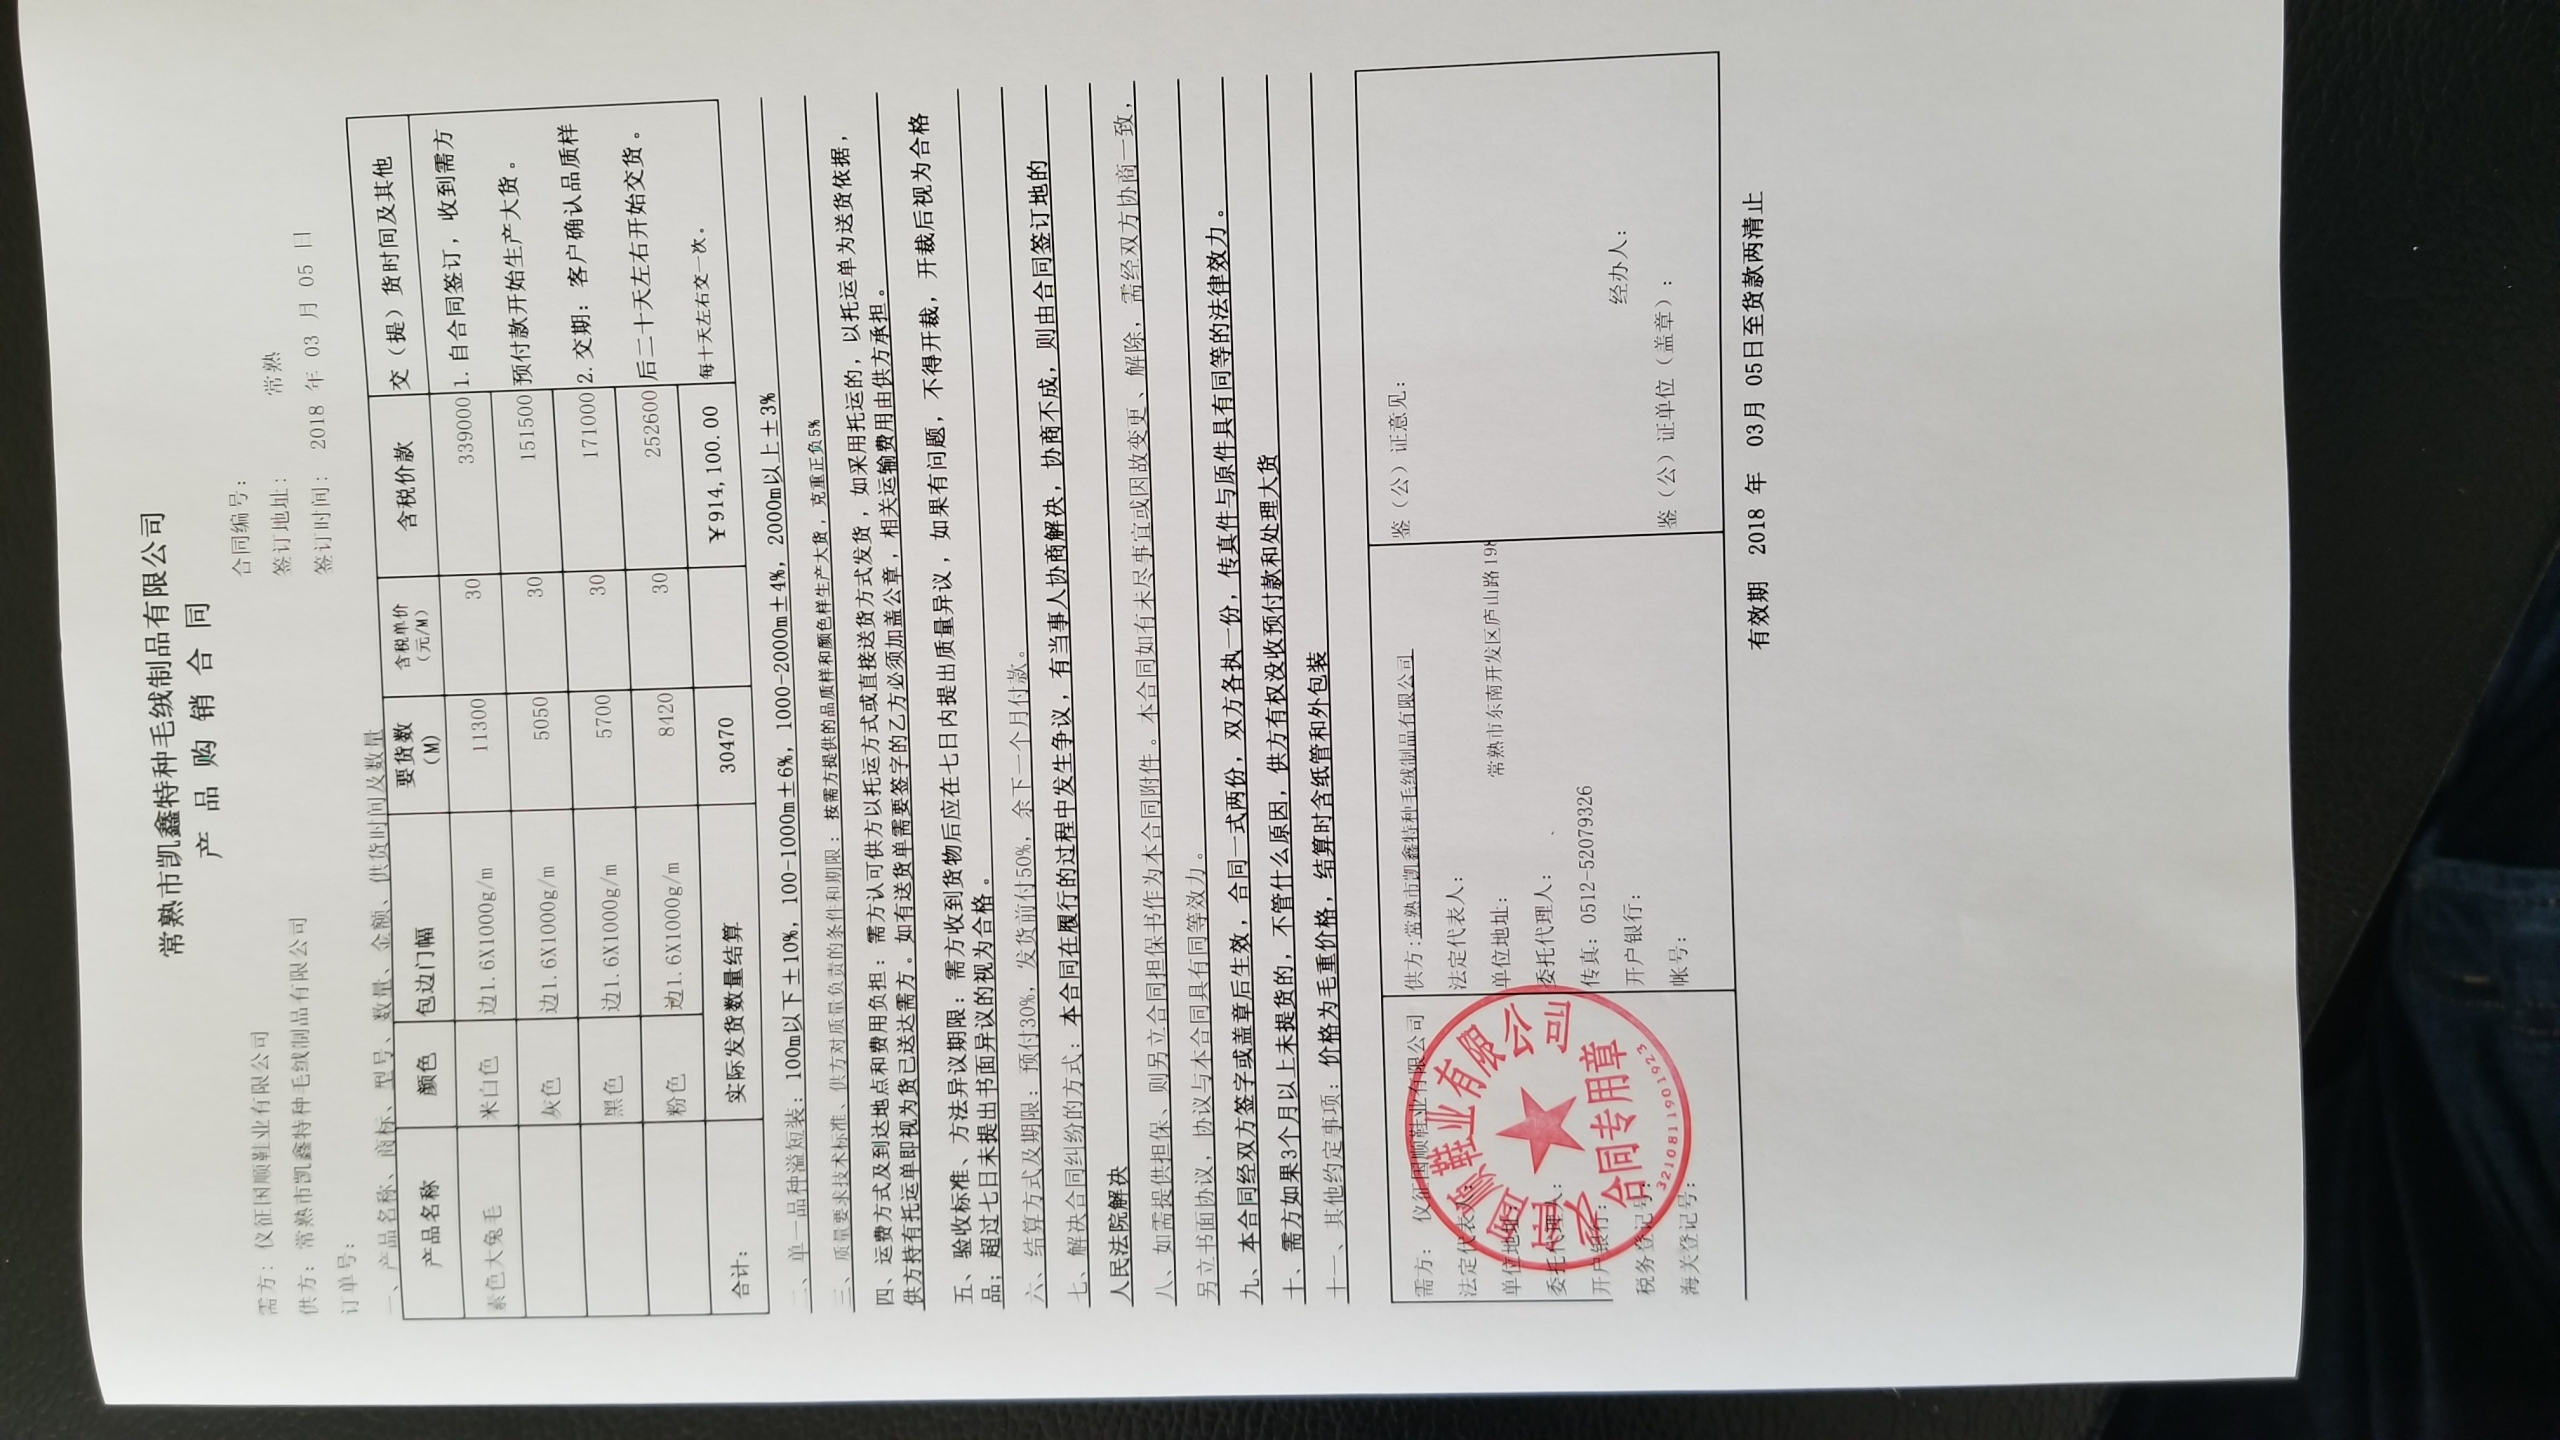 常熟市凯鑫特种毛绒制品有限公司
产 品 购 销 合 同
需方: 仪征国顺鞋业有限公司
供方: 常熟市凯鑫特种毛绒制品有限公司
订单号:
合同编号:
签订地址: 常熟
签订时间: 2018 年 03 月 05 日
一、产品名称、商标、型号、数量、金额、供货时间及数量
产品名称 颜色 包边门幅 要货数(M) 含税单价(元/M) 含税价款 交（提）货时间及其他
素色大兔毛 米白色 边1.6X1000g/m 11300 30 339000
灰色 边1.6X1000g/m 5050 30 151500
黑色 边1.6X1000g/m 5700 30 171000
粉色 边1.6X1000g/m 8420 30 252600
合计: 实际发货数量结算 30470 ￥914,100.00
1.自合同签订，收到需方
预付款开始生产大货。
2.交期：客户确认品质样
后二十天左右开始交货。
每十天左右交一次。
二、单一品种溢短装: 100m以下±10%, 100-1000m±6%, 1000-2000m±4%, 2000m以上±3%
三、质量要求技术标准、供方对质量负责的条件和期限: 按需方提供的品质样和颜色样生产大货，克重正负5%
四、运费方式及到达地点和费用负担：需方认可供方以托运方式或直接送货方式发货，如采用托运的，以托运单为送货依据，
供方持有托运单即视为货已送达需方。如有送货单需要签字的乙方必须加盖公章，相关运输费用由供方承担。
五、验收标准、方法异议期限：需方收到货物后应在七日内提出质量异议，如果有问题，不得开裁，开裁后视为合格
品；超过七日未提出书面异议的视为合格。
六、结算方式及期限: 预付30%, 发货前付50%, 余下一个月付款。
七、解决合同纠纷的方式: 本合同在履行的过程中发生争议，有当事人协商解决，协商不成，则由合同签订地的
人民法院解决
八、如需提供担保、则另立合同担保书作为本合同附件。本合同如有未尽事宜或因故变更、解除，需经双方协商一致，
另立书面协议，协议与本合同具有同等效力。
九、本合同经双方签字或盖章后生效，合同一式两份，双方各执一份，传真件与原件具有同等的法律效力。
十、需方如果3个月以上未提货的，不管什么原因，供方有权没收预付款和处理大货
十一、其他约定事项: 价格为毛重价格，结算时含纸管和外包装
需方: 仪征国顺鞋业有限公司
法定代表人:
单位地址:
委托代理人:
开户银行:
税务登记号:
海关登记号:
仪征国顺鞋业有限公司
合同专用章
3210811901923
供方:常熟市凯鑫特种毛绒制品有限公司
法定代表人:
单位地址: 常熟市东南开发区庐山路198
委托代理人:
传真: 0512-52079326
开户银行:
帐号:
鉴（公）证意见:
经办人:
鉴（公）证单位（盖章）:
有效期 2018 年 03月 05日至货款两清止